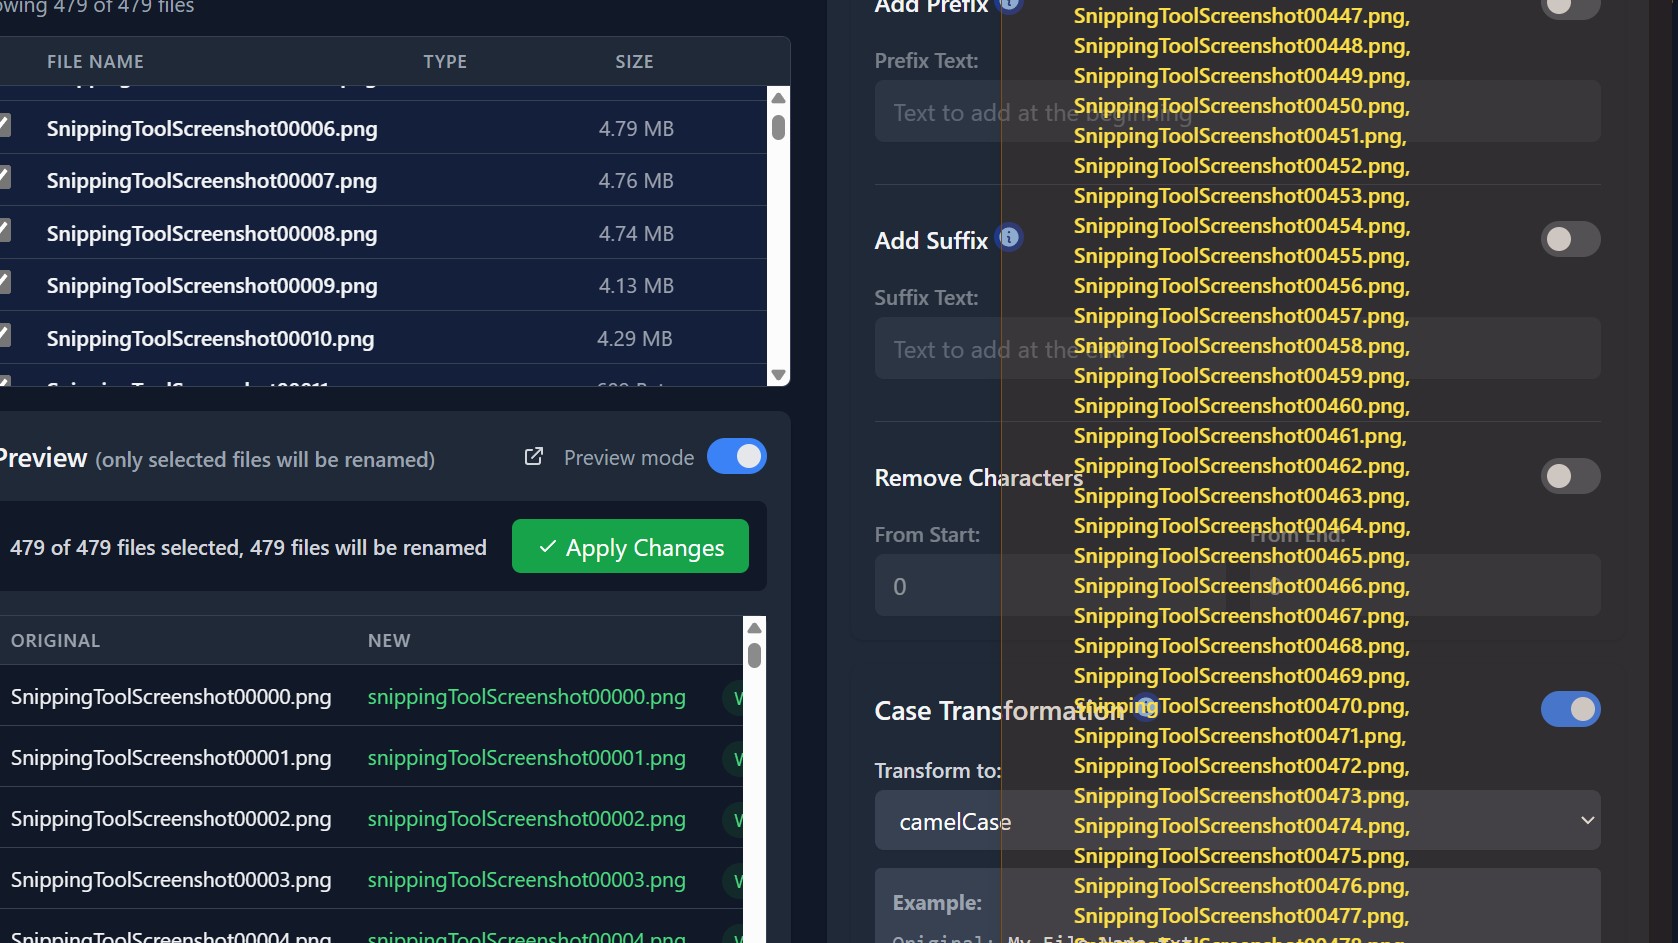 owing 479 of 479 files
FILE NAME TYPE SIZE
SnippingToolScreenshot00006.png 4.79 MB
SnippingToolScreenshot00007.png 4.76 MB
SnippingToolScreenshot00008.png 4.74 MB
SnippingToolScreenshot00009.png 4.13 MB
SnippingToolScreenshot00010.png 4.29 MB
Preview (only selected files will be renamed) Preview mode
479 of 479 files selected, 479 files will be renamed Apply Changes
ORIGINAL NEW
SnippingToolScreenshot00000.png snippingToolScreenshot00000.png
SnippingToolScreenshot00001.png snippingToolScreenshot00001.png
SnippingToolScreenshot00002.png snippingToolScreenshot00002.png
SnippingToolScreenshot00003.png snippingToolScreenshot00003.png
SnippingToolScreenshot00004.png snippingToolScreenshot00004.png
Add Prefix
Prefix Text:
Text to add at the beginning
Add Suffix
Suffix Text:
Text to add at the end
Remove Characters
From Start: From End:
0 0
Case Transformation
Transform to:
camelCase
Example:
Original: My File Name.txt
SnippingToolScreenshot00447.png,
SnippingToolScreenshot00448.png,
SnippingToolScreenshot00449.png,
SnippingToolScreenshot00450.png,
SnippingToolScreenshot00451.png,
SnippingToolScreenshot00452.png,
SnippingToolScreenshot00453.png,
SnippingToolScreenshot00454.png,
SnippingToolScreenshot00455.png,
SnippingToolScreenshot00456.png,
SnippingToolScreenshot00457.png,
SnippingToolScreenshot00458.png,
SnippingToolScreenshot00459.png,
SnippingToolScreenshot00460.png,
SnippingToolScreenshot00461.png,
SnippingToolScreenshot00462.png,
SnippingToolScreenshot00463.png,
SnippingToolScreenshot00464.png,
SnippingToolScreenshot00465.png,
SnippingToolScreenshot00466.png,
SnippingToolScreenshot00467.png,
SnippingToolScreenshot00468.png,
SnippingToolScreenshot00469.png,
SnippingToolScreenshot00470.png,
SnippingToolScreenshot00471.png,
SnippingToolScreenshot00472.png,
SnippingToolScreenshot00473.png,
SnippingToolScreenshot00474.png,
SnippingToolScreenshot00475.png,
SnippingToolScreenshot00476.png,
SnippingToolScreenshot00477.png,
SnippingToolScreenshot00478.png,